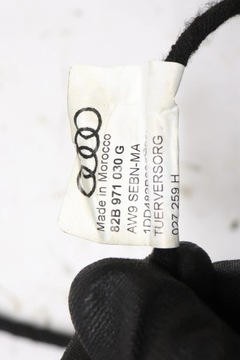 Made in Morocco
82B 971 030 G
AW9 SEBN-MA
TUERVERSORG
027 259 H